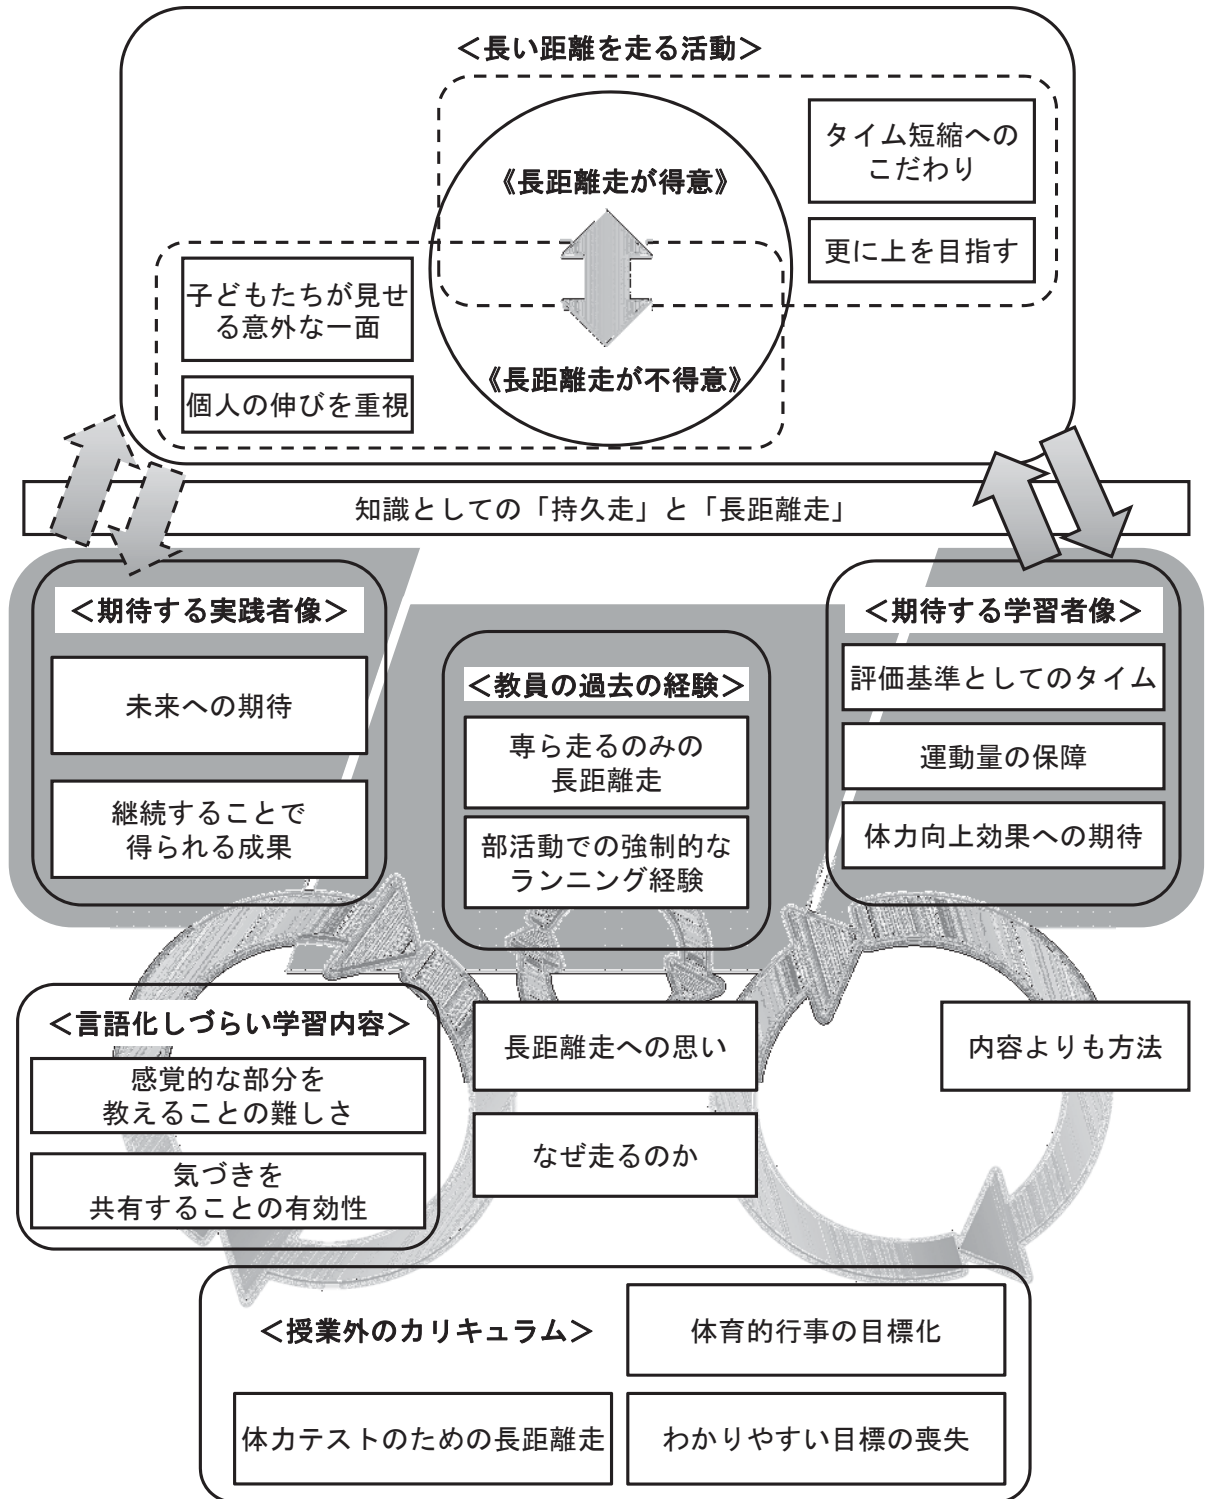 ＜長い距離を走る活動＞
タイム短縮への
こだわり
《長距離走が得意》
更に上を目指す
子どもたちが見せ
る意外な一面
《長距離走が不得意》
個人の伸びを重視
知識としての「持久走」と「長距離走」
＜期待する実践者像＞
未来への期待
継続することで
得られる成果
＜教員の過去の経験＞
専ら走るのみの
長距離走
部活動での強制的な
ランニング経験
＜期待する学習者像＞
評価基準としてのタイム
運動量の保障
体力向上効果への期待
＜言語化しづらい学習内容＞
感覚的な部分を
教えることの難しさ
気づきを
共有することの有効性
長距離走への思い
なぜ走るのか
内容よりも方法
＜授業外のカリキュラム＞
体育的行事の目標化
体力テストのための長距離走
わかりやすい目標の喪失